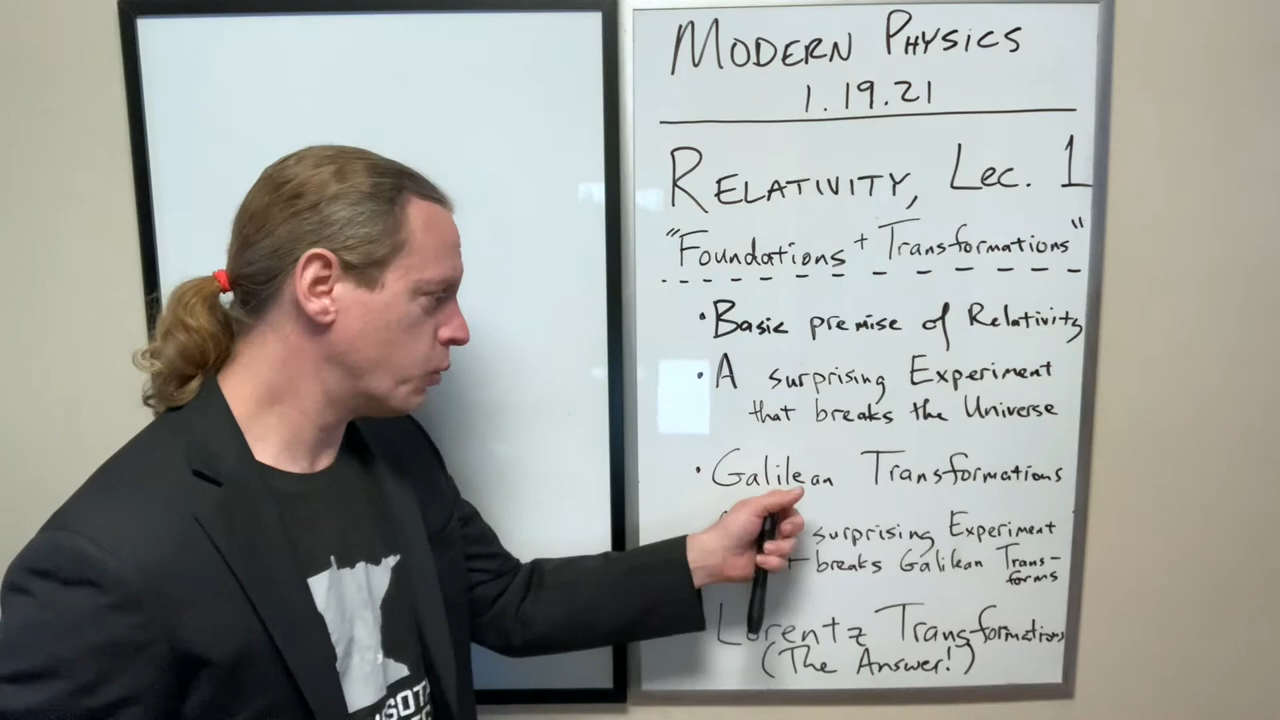 MODERN PHYSICS
1.19.21
RELATIVITY, Lec. 1
"Foundations + Transformations"
• Basic premise of Relativity
• A surprising Experiment
that breaks the Universe
• Galilean Transformations
surprising Experiment
breaks Galilean Trans-
forms
Lorentz Transformations
(The Answer!)